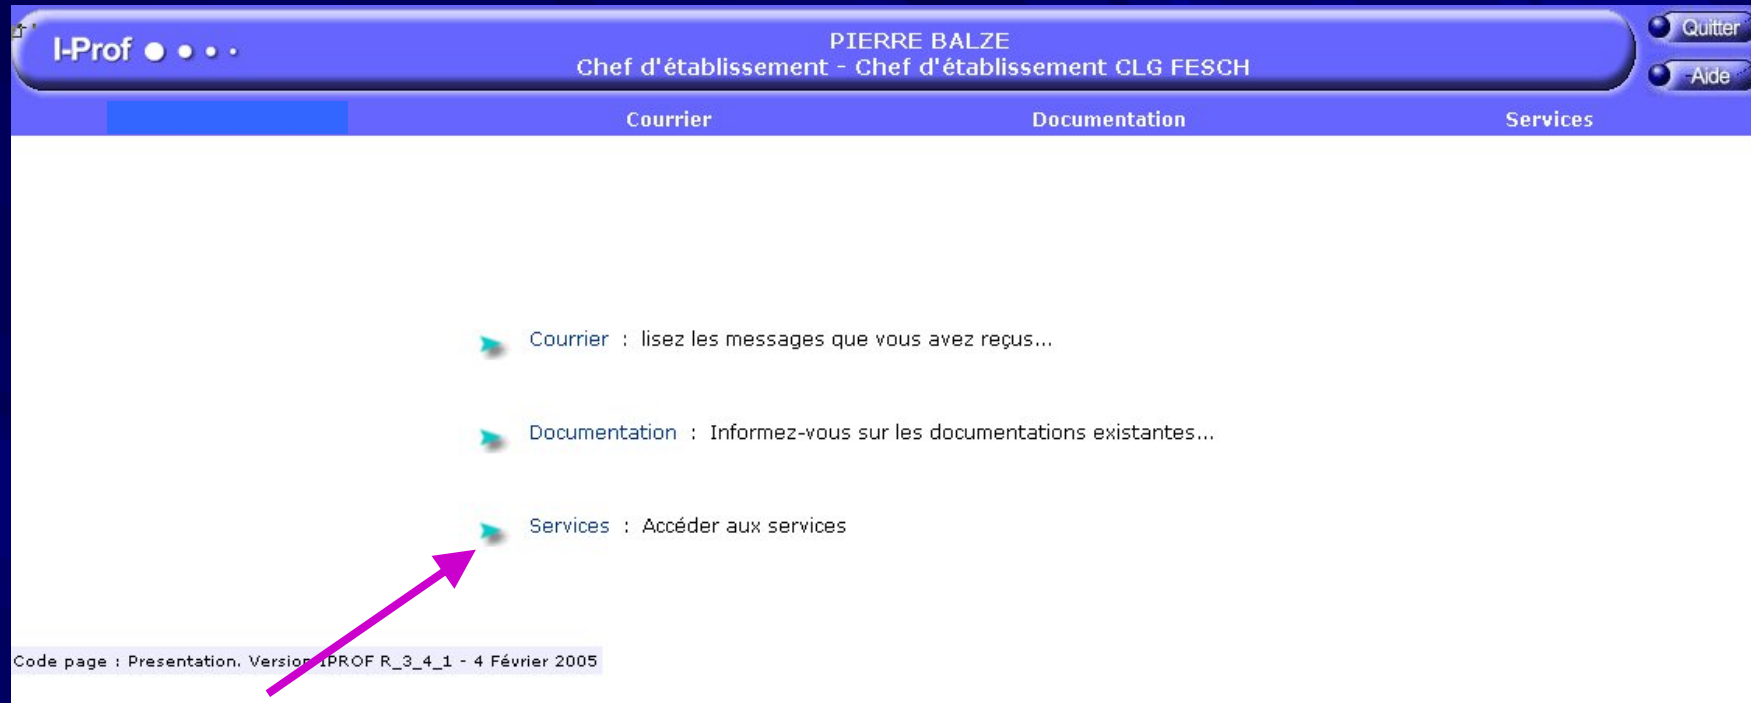 I-Prof
PIERRE BALZE
Chef d'établissement - Chef d'établissement CLG FESCH
Quitter
Aide
Courrier Documentation Services
Courrier : lisez les messages que vous avez reçus...
Documentation : Informez-vous sur les documentations existantes...
Services : Accéder aux services
Code page : Presentation. Version IPROF R_3_4_1 - 4 Février 2005